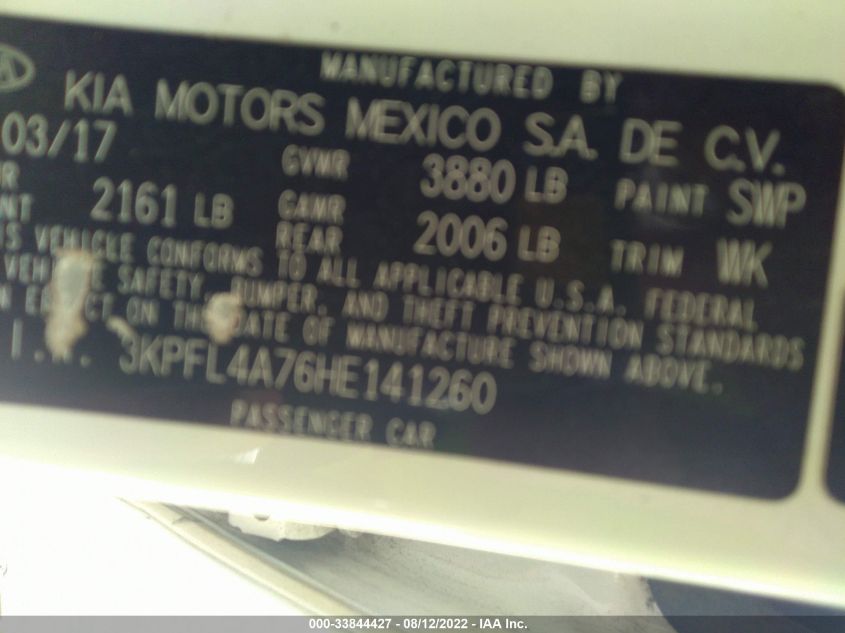 MANUFACTURED BY
KIA MOTORS MEXICO S.A. DE C.V.
03/17 GVWR 3880 LB PAINT SWP
2161 LB GAWR REAR 2006 LB TRIM WK
VEHICLE CONFORMS TO ALL APPLICABLE U.S.A. FEDERAL
SAFETY, BUMPER, AND THEFT PREVENTION STANDARDS
ON THE DATE OF MANUFACTURE SHOWN ABOVE.
3KPFL4A76HE141260
PASSENGER CAR
000-33844427 - 08/12/2022 - IAA Inc.